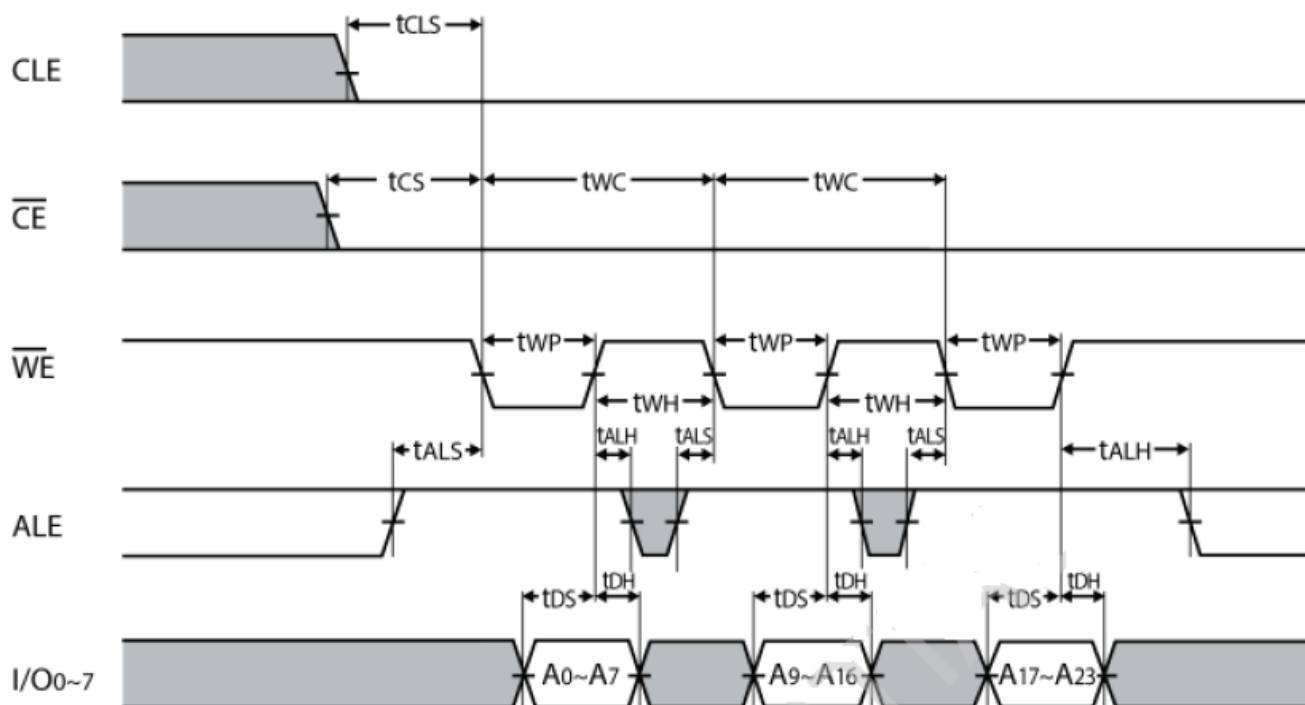 tCLS
CLE
tCS tWC tWC
CE
tWP tWP tWP
WE
tWH tWH
tALH tALS tALH tALS
tALS tALH
ALE
tDH tDH tDH
tDS tDS tDS
I/O0~7 A0~A7 A9~A16 A17~A23